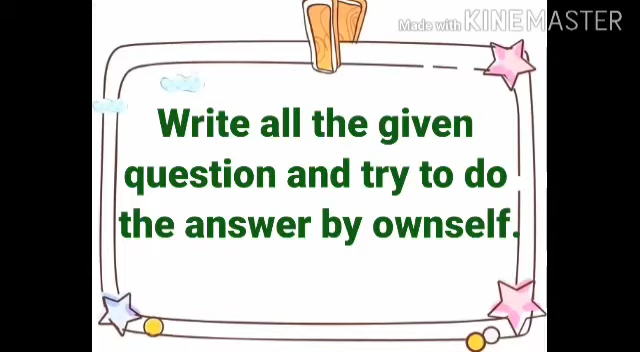 Made with KINEMASTER
Write all the given
question and try to do
the answer by ownself.